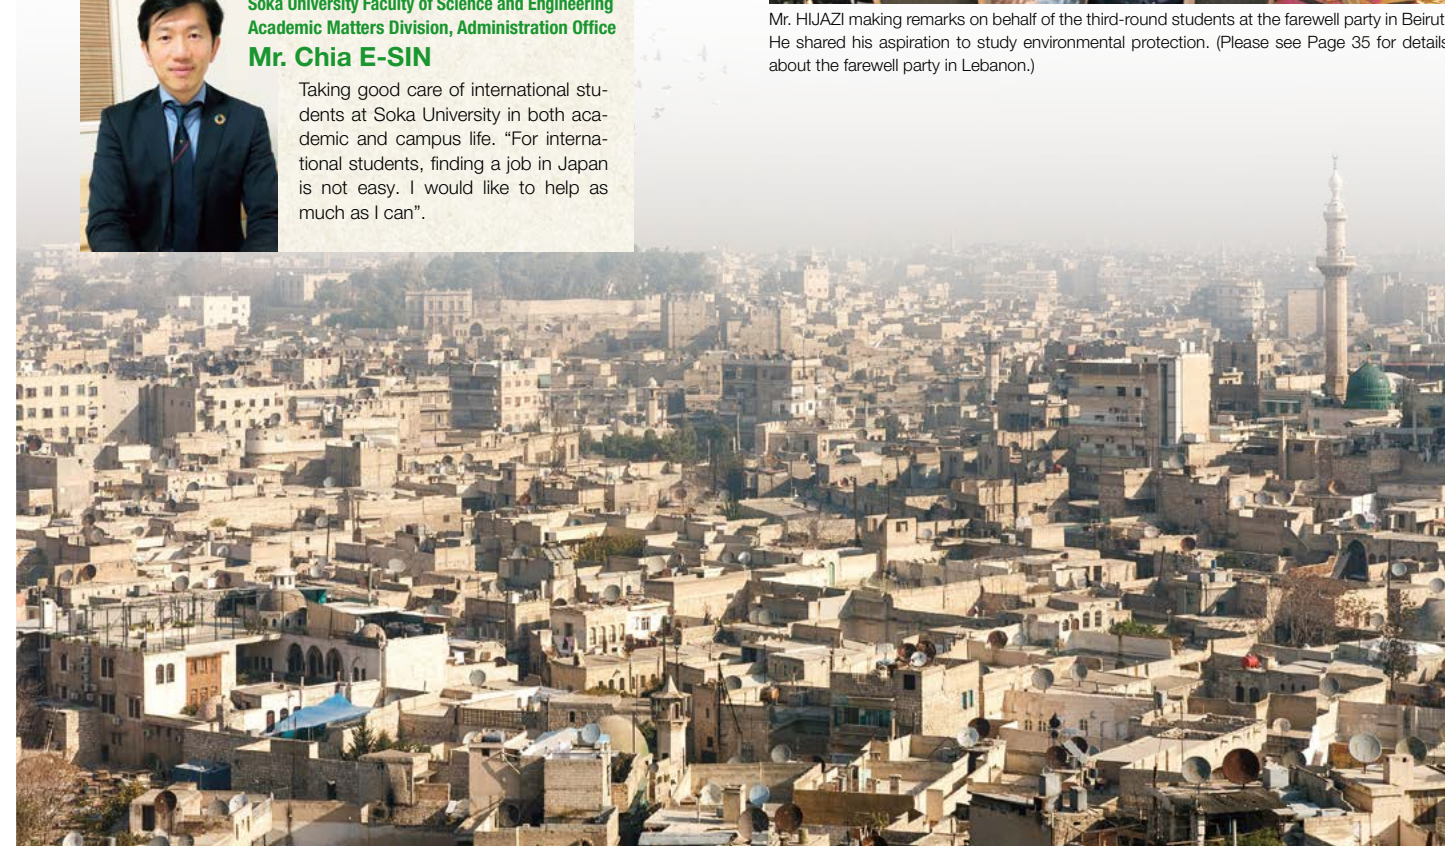 Soka University Faculty of Science and Engineering
Academic Matters Division, Administration Office
Mr. Chia E-SIN
Taking good care of international stu-
dents at Soka University in both aca-
demic and campus life. “For interna-
tional students, finding a job in Japan
is not easy. I would like to help as
much as I can”.
Mr. HIJAZI making remarks on behalf of the third-round students at the farewell party in Beirut
He shared his aspiration to study environmental protection. (Please see Page 35 for details
about the farewell party in Lebanon.)